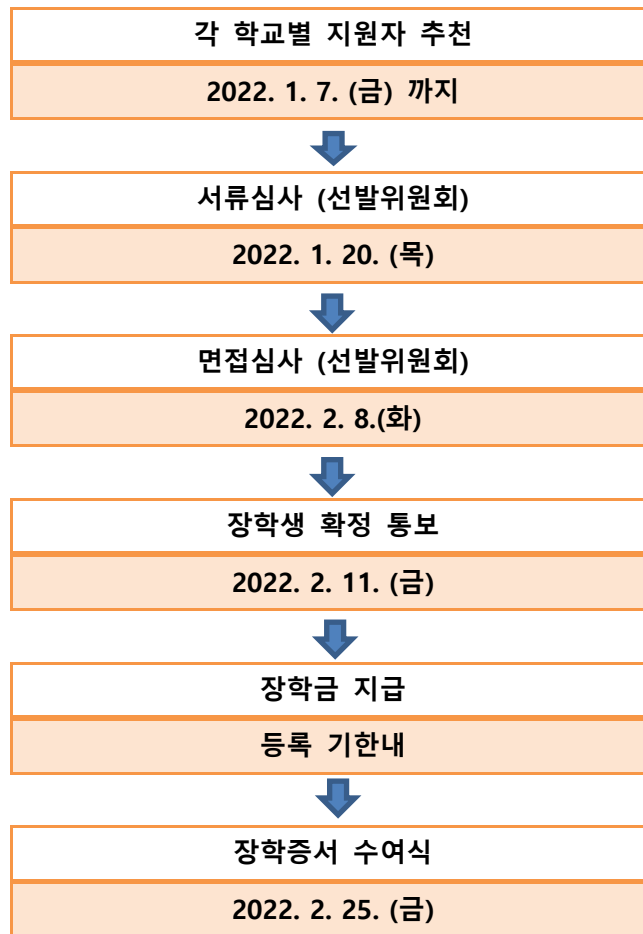 각 학교별 지원자 추천
2022. 1. 7. (금) 까지
서류심사 (선발위원회)
2022. 1. 20. (목)
면접심사 (선발위원회)
2022. 2. 8.(화)
장학생 확정 통보
2022. 2. 11. (금)
장학금 지급
등록 기한내
장학증서 수여식
2022. 2. 25. (금)